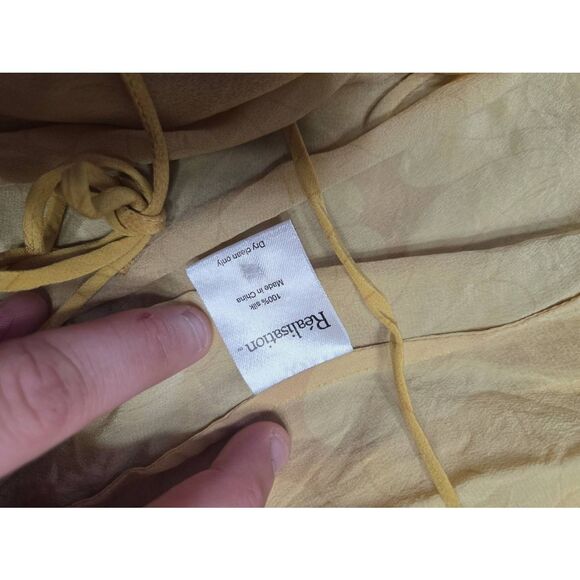 Réalisation
100% silk
Made in China
Dry clean only